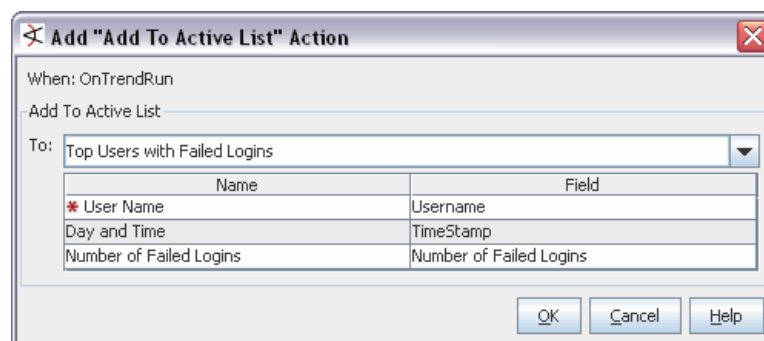 Add "Add To Active List" Action
When: OnTrendRun
Add To Active List
To: Top Users with Failed Logins
Name Field
* User Name Username
Day and Time TimeStamp
Number of Failed Logins Number of Failed Logins
OK Cancel Help